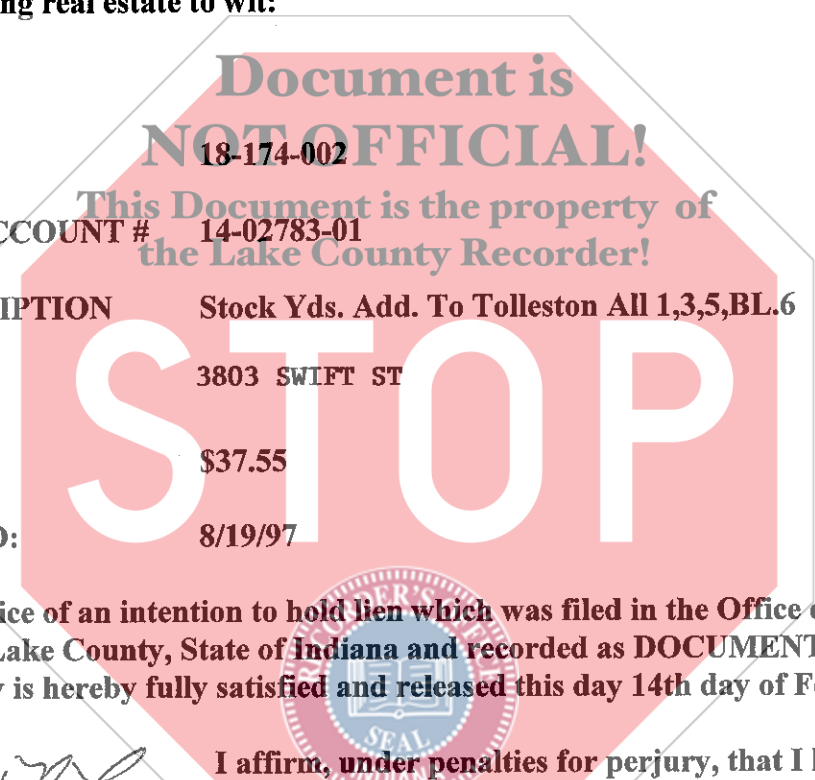 ng real estate to wit:
Document is
NOT OFFICIAL!
18-174-002
This Document is the property of
CCOUNT # 14-02783-01
the Lake County Recorder!
IPTION Stock Yds. Add. To Tolleston All 1,3,5,BL.6
STOP
3803 SWIFT ST
$37.55
D: 8/19/97
ice of an intention to hold lien which was filed in the Office
Lake County, State of Indiana and recorded as DOCUMENT
is hereby fully satisfied and released this day 14th day of
RECORDER'S OFFICE
SEAL
I affirm, under penalties for perjury, that I